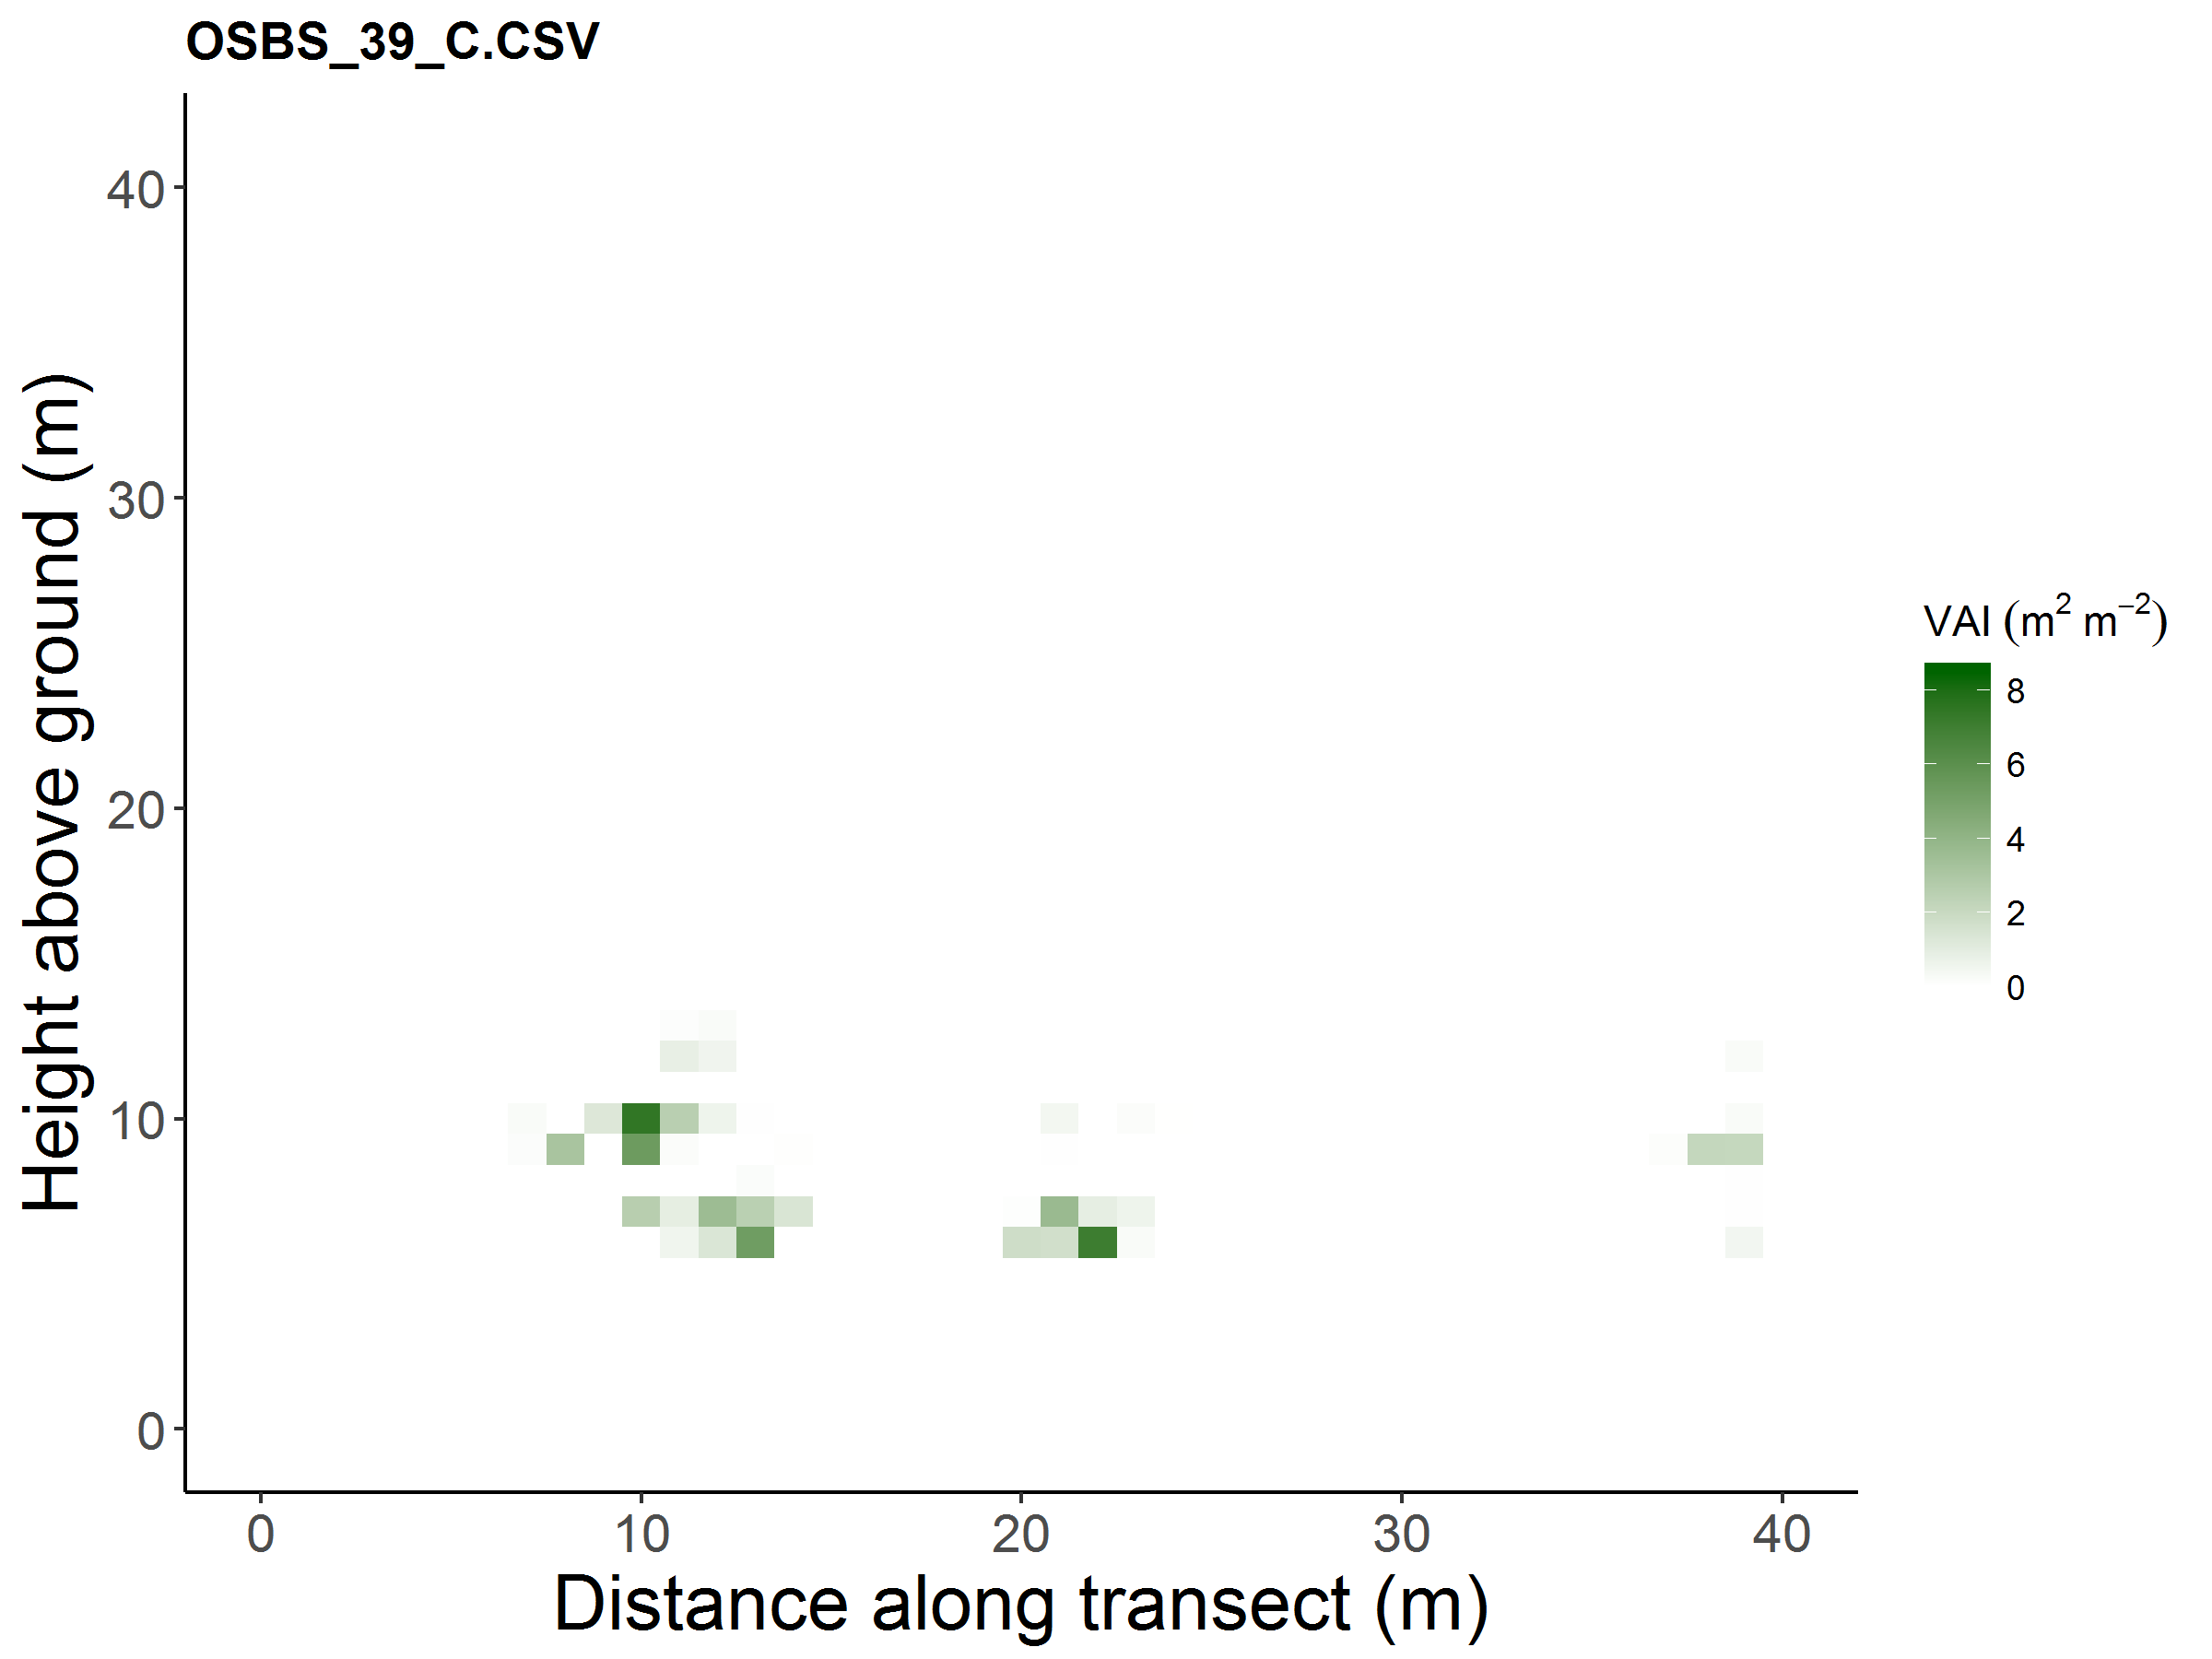 OSBS_39_C.CSV
Height above ground (m)
40
30
20
10
0
0 10 20 30 40
Distance along transect (m)
VAI (m² m⁻²)
8
6
4
2
0